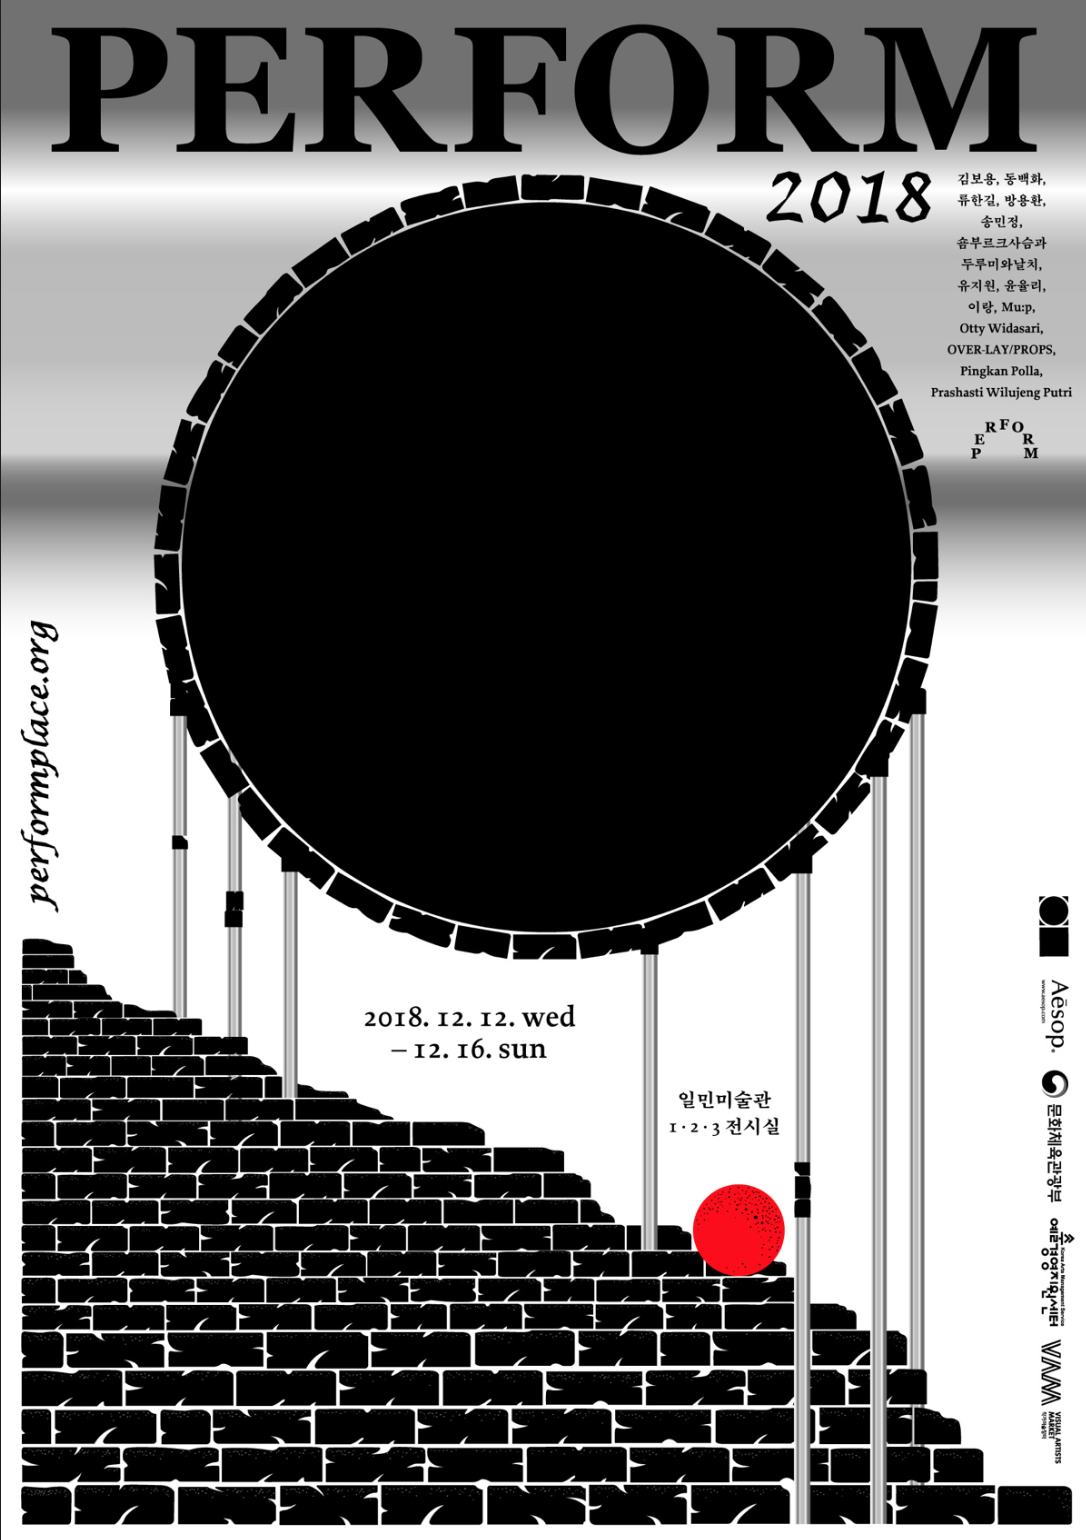 PERFORM
2018
김보용, 동백화,
류한길, 방용환,
송민정,
숨부르크사슴과
두루미와날치,
유지원, 윤율리,
이랑, Mu:p,
Otty Widasari,
OVER-LAY/PROPS,
Pingkan Polla,
Prashasti Wilujeng Putri
PERFORM
performplace.org
2018. 12. 12. wed
– 12. 16. sun
일민미술관
1·2·3 전시실
Aēsop.
www.aesop.com
문화체육관광부
예술경영지원센터
Korea Arts Management Service
VAM
VISUAL ARTISTS
MARKET